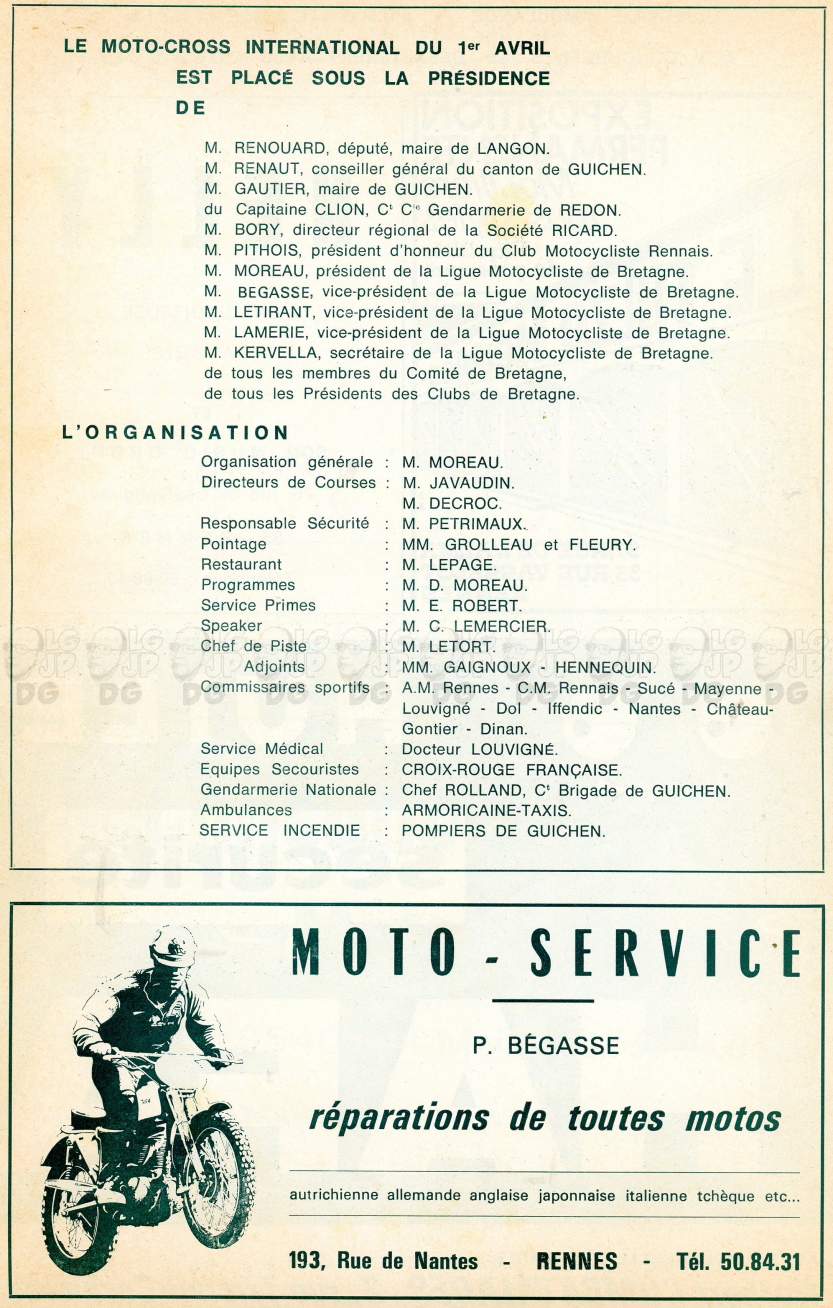 LE MOTO-CROSS INTERNATIONAL DU 1er AVRIL
EST PLACÉ SOUS LA PRÉSIDENCE
DE
M. RENOUARD, député, maire de LANGON.
M. RENAUT, conseiller général du canton de GUICHEN.
M. GAUTIER, maire de GUICHEN.
du Capitaine CLION, Ct Cie Gendarmerie de REDON.
M. BORY, directeur régional de la Société RICARD.
M. PITHOIS, président d'honneur du Club Motocycliste Rennais.
M. MOREAU, président de la Ligue Motocycliste de Bretagne.
M. BEGASSE, vice-président de la Ligue Motocycliste de Bretagne.
M. LETIRANT, vice-président de la Ligue Motocycliste de Bretagne.
M. LAMERIE, vice-président de la Ligue Motocycliste de Bretagne.
M. KERVELLA, secrétaire de la Ligue Motocycliste de Bretagne.
de tous les membres du Comité de Bretagne,
de tous les Présidents des Clubs de Bretagne.
L'ORGANISATION
Organisation générale : M. MOREAU.
Directeurs de Courses : M. JAVAUDIN.
M. DECROC.
Responsable Sécurité : M. PETRIMAUX.
Pointage : MM. GROLLEAU et FLEURY.
Restaurant : M. LEPAGE.
Programmes : M. D. MOREAU.
Service Primes : M. E. ROBERT.
Speaker : M. C. LEMERCIER.
Chef de Piste : M. LETORT.
Adjoints : MM. GAIGNOUX - HENNEQUIN.
Commissaires sportifs : A.M. Rennes - C.M. Rennais - Sucé - Mayenne -
Louvigné - Dol - Iffendic - Nantes - Château-
Gontier - Dinan.
Service Médical : Docteur LOUVIGNÉ.
Equipes Secouristes : CROIX-ROUGE FRANÇAISE.
Gendarmerie Nationale : Chef ROLLAND, Ct Brigade de GUICHEN.
Ambulances : ARMORICAINE-TAXIS.
SERVICE INCENDIE : POMPIERS DE GUICHEN.
MOTO - SERVICE
P. BÉGASSE
réparations de toutes motos
autrichienne allemande anglaise japonnaise italienne tchèque etc...
193, Rue de Nantes - RENNES - Tél. 50.84.31